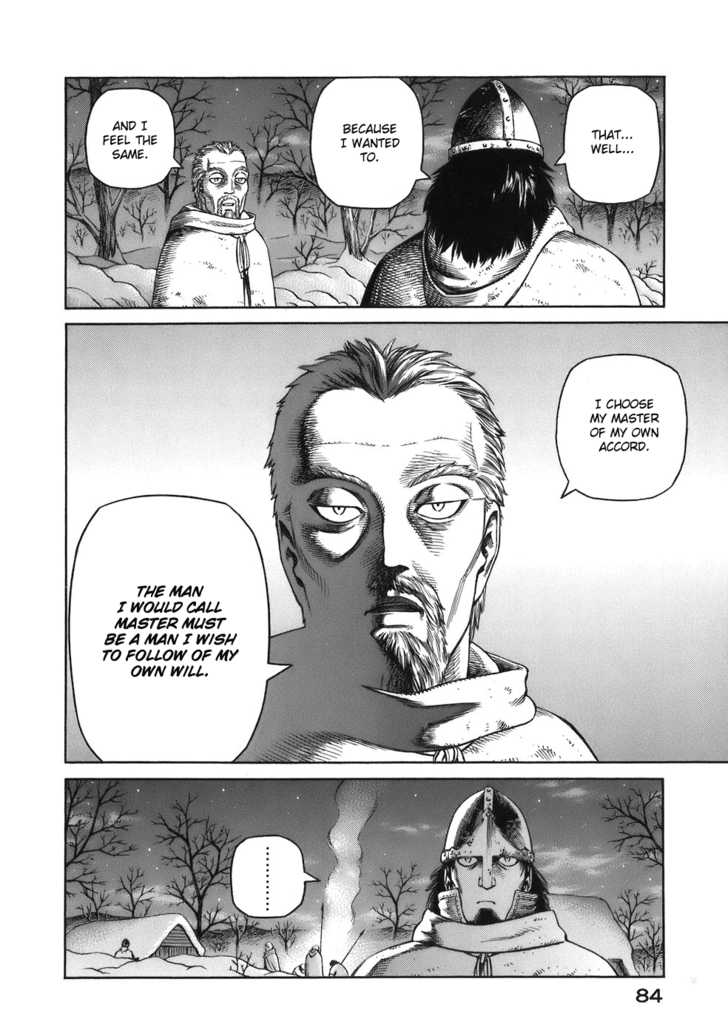 THAT...
WELL...
BECAUSE
I WANTED
TO.
AND I
FEEL THE
SAME.
I CHOOSE
MY MASTER
OF MY OWN
ACCORD.
THE MAN
I WOULD CALL
MASTER MUST
BE A MAN I WISH
TO FOLLOW OF MY
OWN WILL.
........
84